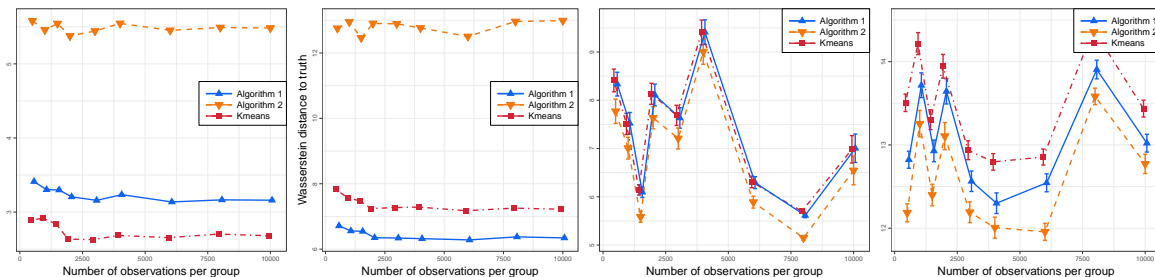 Algorithm 1
Algorithm 2
Kmeans
3
4
5
0
2500
5000
7500
10000
Number of observations per group
Wasserstein distance to truth
Algorithm 1
Algorithm 2
Kmeans
6
8
10
12
0
2500
5000
7500
10000
Number of observations per group
Algorithm 1
Algorithm 2
Kmeans
5
6
7
8
9
0
2500
5000
7500
10000
Number of observations per group
Algorithm 1
Algorithm 2
Kmeans
12
13
14
0
2500
5000
7500
10000
Number of observations per group